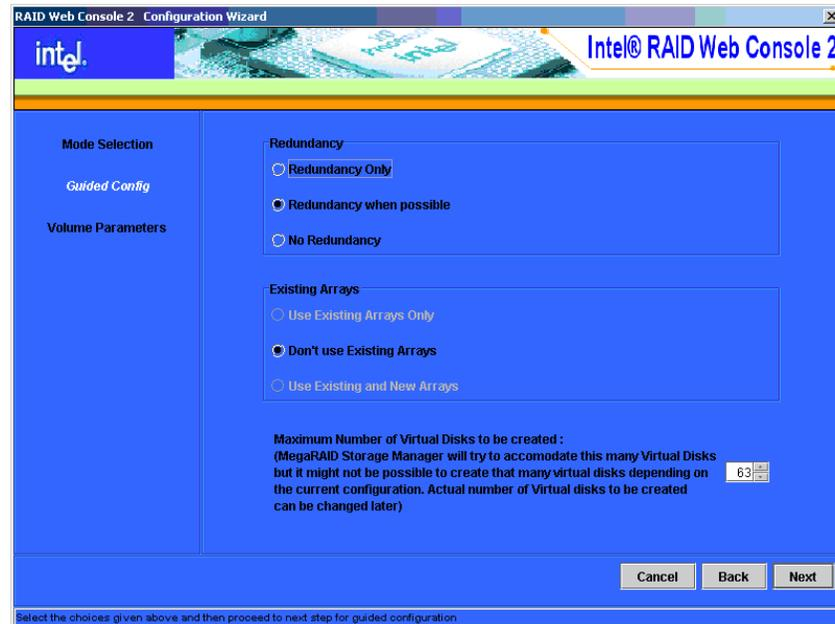 RAID Web Console 2 Configuration Wizard
intel.
I/O
PROCESSOR
intel
Intel® RAID Web Console 2
Mode Selection
Guided Config
Volume Parameters
Redundancy
Redundancy Only
Redundancy when possible
No Redundancy
Existing Arrays
Use Existing Arrays Only
Don't use Existing Arrays
Use Existing and New Arrays
Maximum Number of Virtual Disks to be created :
(MegaRAID Storage Manager will try to accomodate this many Virtual Disks
but it might not be possible to create that many virtual disks depending on
the current configuration. Actual number of Virtual disks to be created
can be changed later)
63
Cancel Back Next
Select the choices given above and then proceed to next step for guided configuration